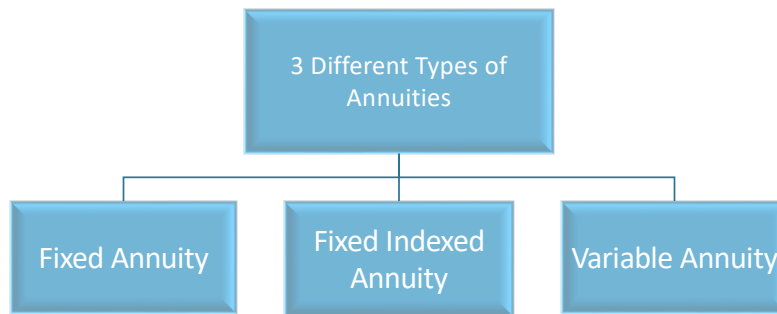 3 Different Types of
Annuities
Fixed Annuity
Fixed Indexed
Annuity
Variable Annuity